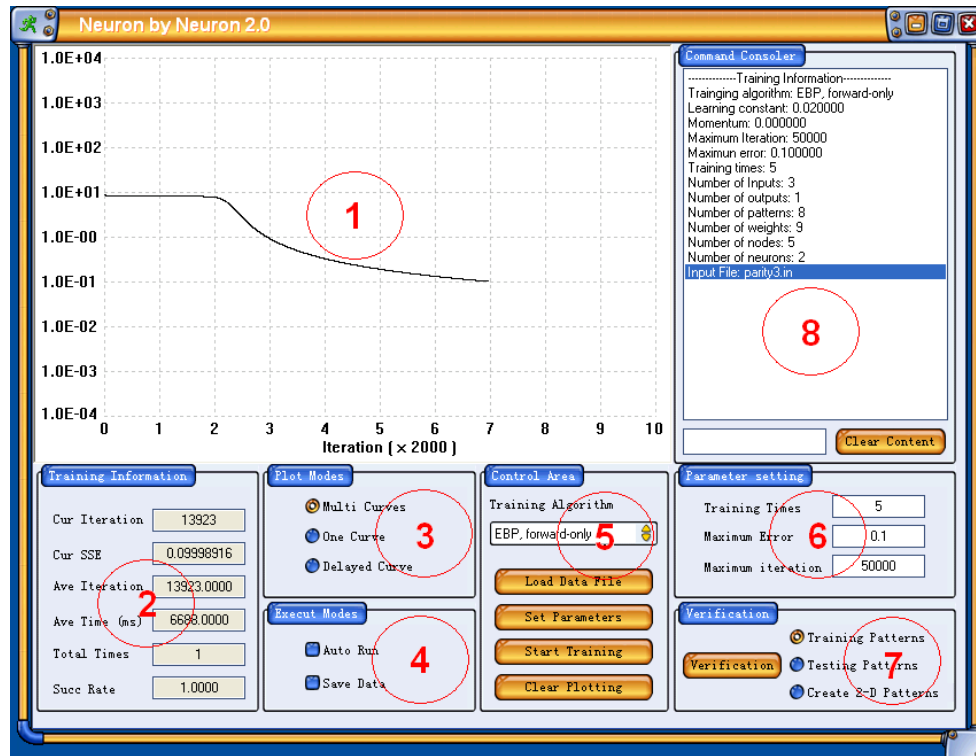 Neuron by Neuron 2.0
1.0E+04
1.0E+03
1.0E+02
1.0E+01
1.0E-00
1.0E-01
1.0E-02
1.0E-03
1.0E-04
0 1 2 3 4 5 6 7 8 9 10
Iteration ( × 2000 )
1
Command Consoler
--------------Training Information--------------
Trainging algorithm: EBP, forward-only
Learning constant: 0.020000
Momentum: 0.000000
Maximum Iteration: 50000
Maximun error: 0.100000
Training times: 5
Number of Inputs: 3
Number of outputs: 1
Number of patterns: 8
Number of weights: 9
Number of nodes: 5
Number of neurons: 2
Input File: parity3.in
8
Clear Content
Training Information
Cur Iteration 13923
Cur SSE 0.09998916
Ave Iteration 13923.0000
Ave Time (ms) 6688.0000
Total Times 1
Succ Rate 1.0000
2
Plot Modes
Multi Curves
One Curve
Delayed Curve
3
Execut Modes
Auto Run
Save Data
4
Control Area
Training Algorithm
EBP, forward-only
5
Load Data File
Set Parameters
Start Training
Clear Plotting
Parameter setting
Training Times 5
Maximum Error 0.1
Maximum iteration 50000
6
Verification
Verification
Training Patterns
Testing Patterns
Create 2-D Patterns
7